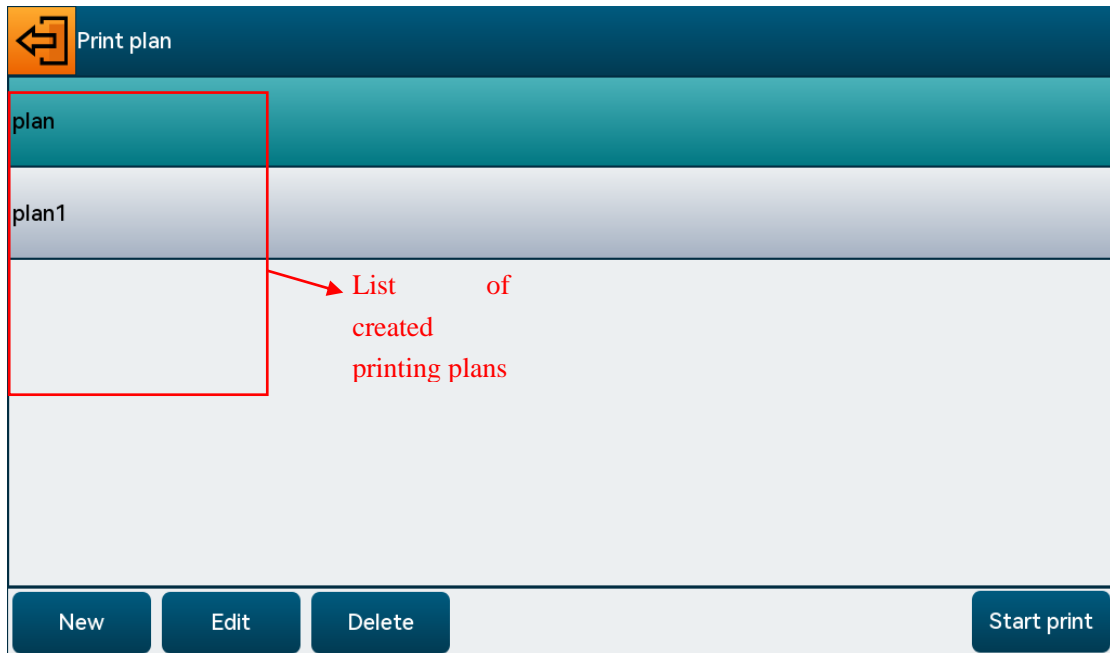 Print plan
plan
plan1
List of
created
printing plans
New Edit Delete Start print